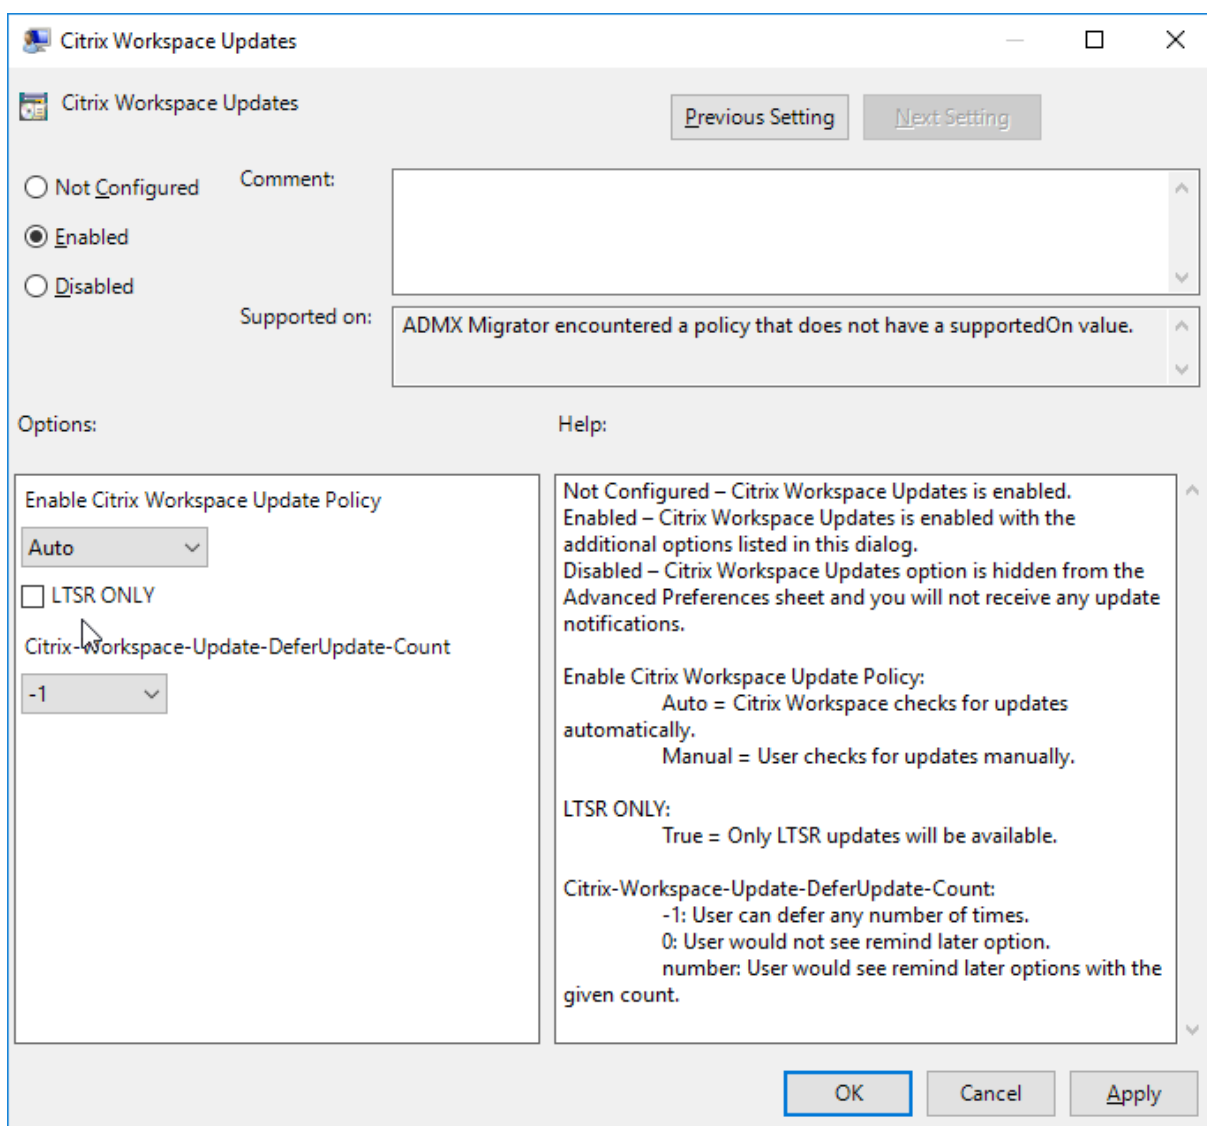 Citrix Workspace Updates
Citrix Workspace Updates
Previous Setting
Next Setting
Not Configured
Comment:
Enabled
Disabled
Supported on:
ADMX Migrator encountered a policy that does not have a supportedOn value.
Options:
Help:
Enable Citrix Workspace Update Policy
Auto
LTSR ONLY
Citrix-Workspace-Update-DeferUpdate-Count
-1
Not Configured – Citrix Workspace Updates is enabled.
Enabled – Citrix Workspace Updates is enabled with the
additional options listed in this dialog.
Disabled – Citrix Workspace Updates option is hidden from the
Advanced Preferences sheet and you will not receive any update
notifications.
Enable Citrix Workspace Update Policy:
Auto = Citrix Workspace checks for updates
automatically.
Manual = User checks for updates manually.
LTSR ONLY:
True = Only LTSR updates will be available.
Citrix-Workspace-Update-DeferUpdate-Count:
-1: User can defer any number of times.
0: User would not see remind later option.
number: User would see remind later options with the
given count.
OK
Cancel
Apply